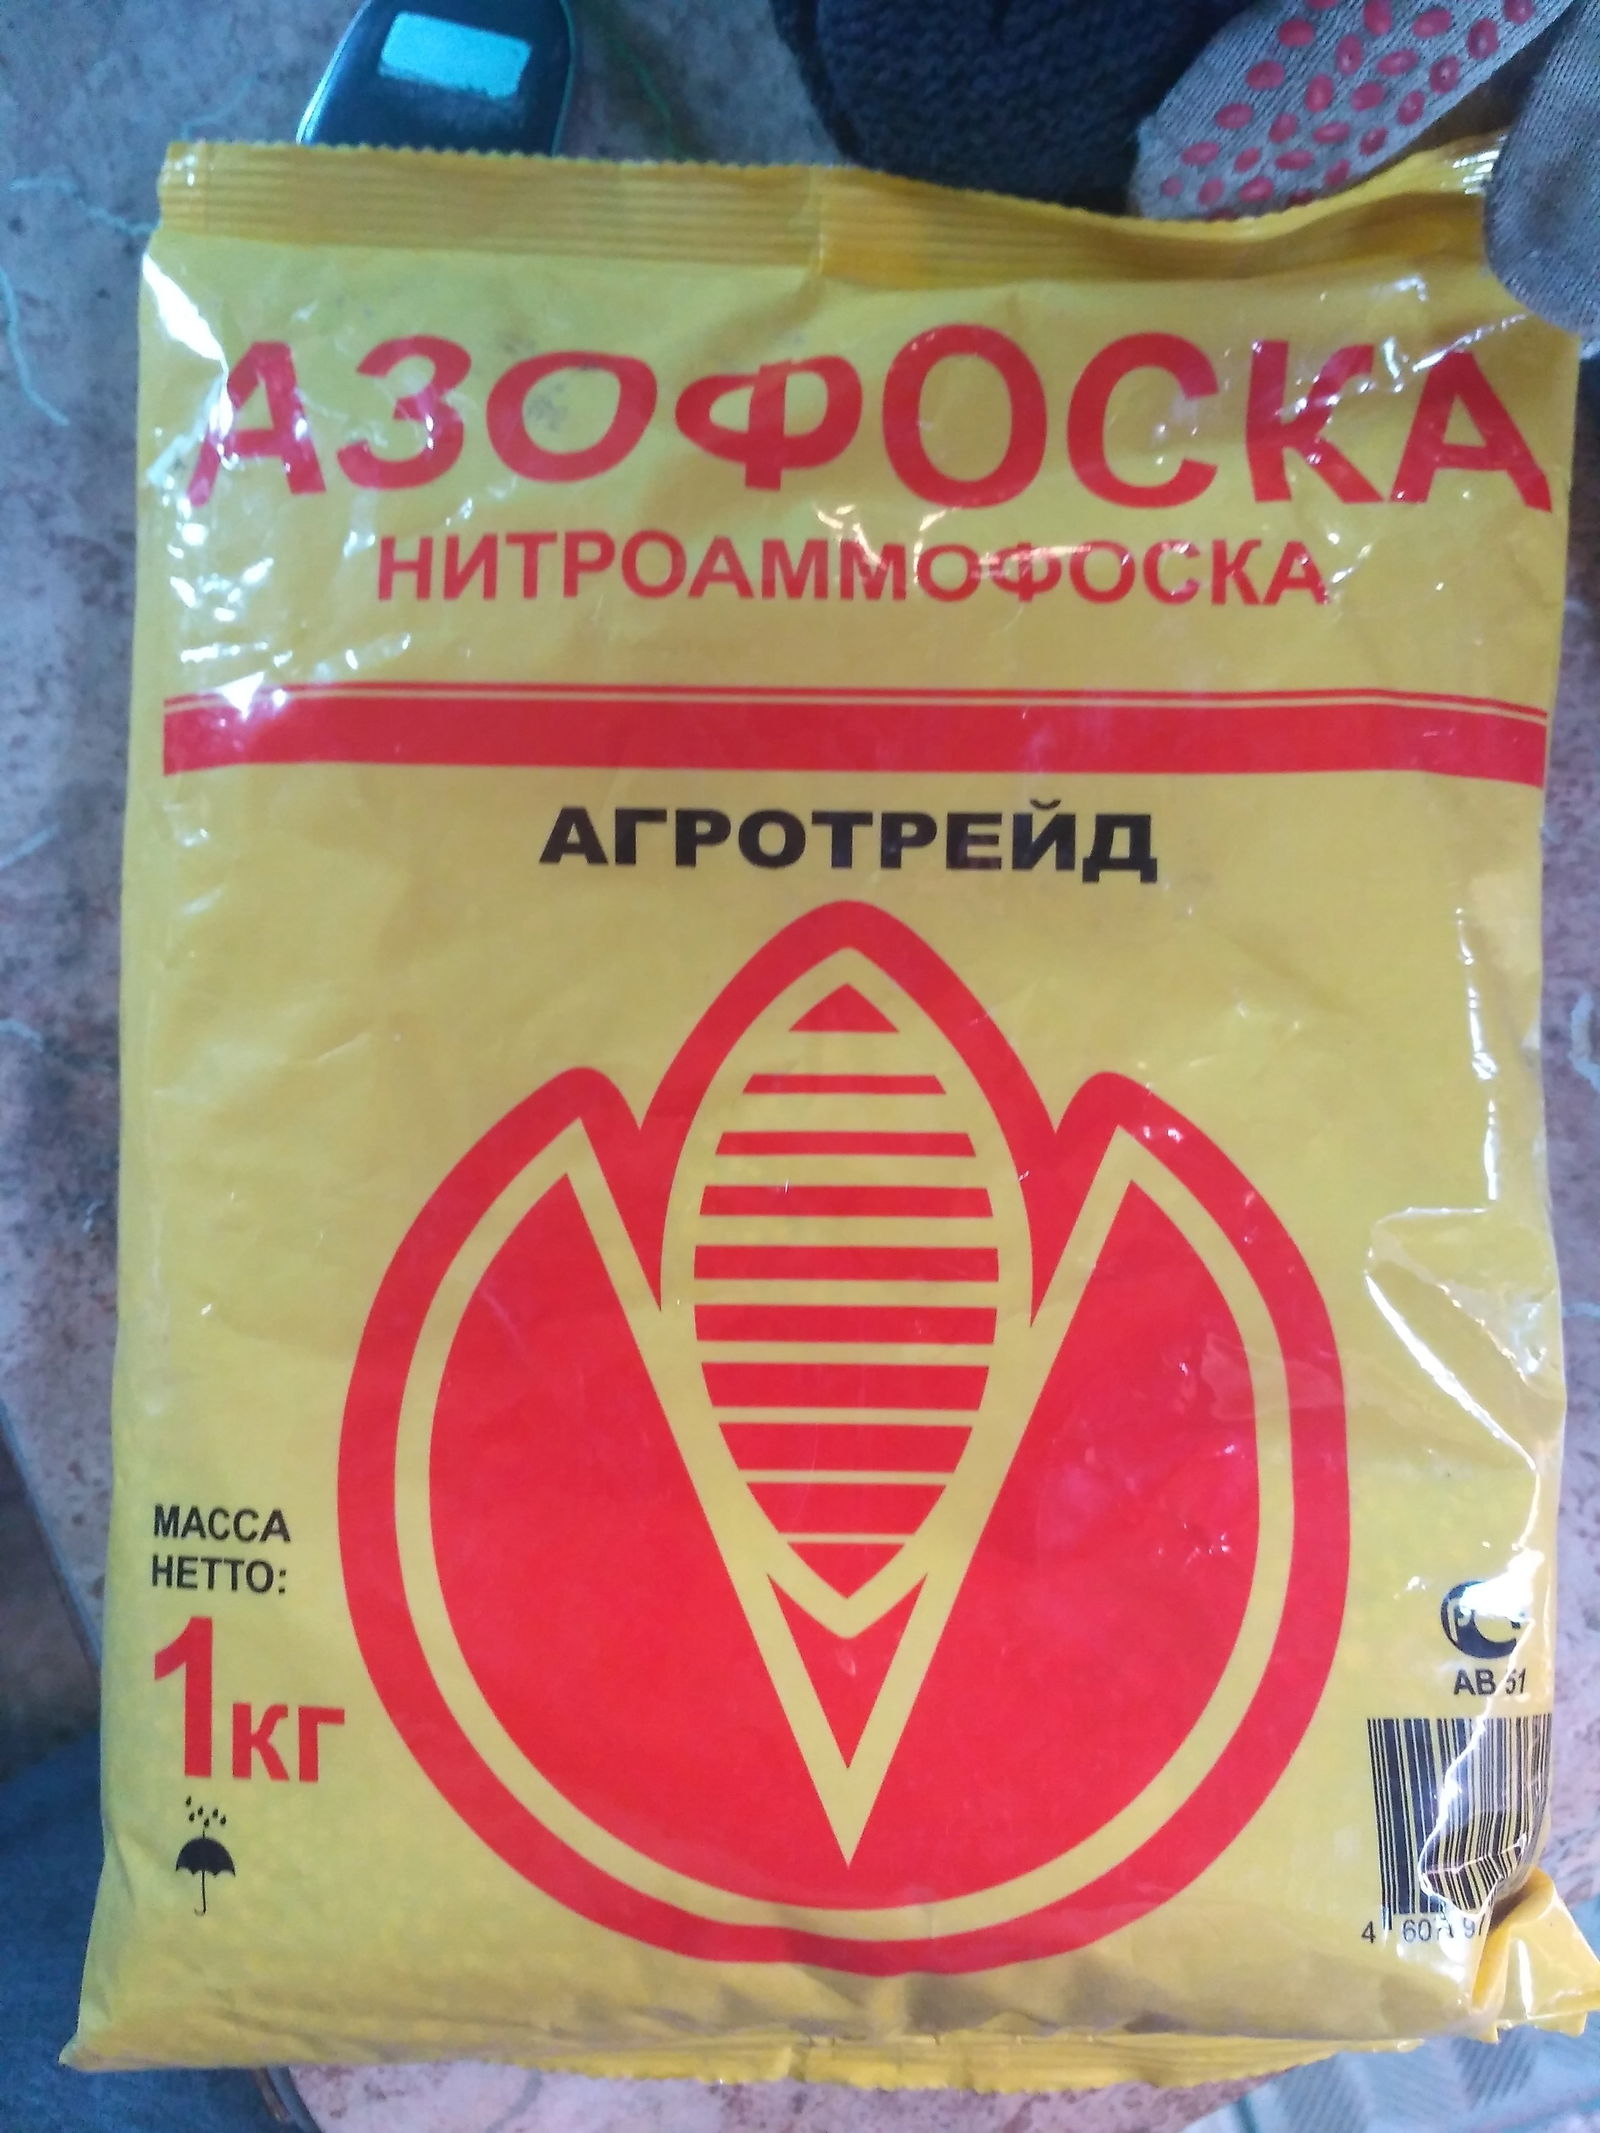 АЗОФОСКА
НИТРОАММОФОСКА
АГРОТРЕЙД
МАССА
НЕТТО:
1кг
АВ 51